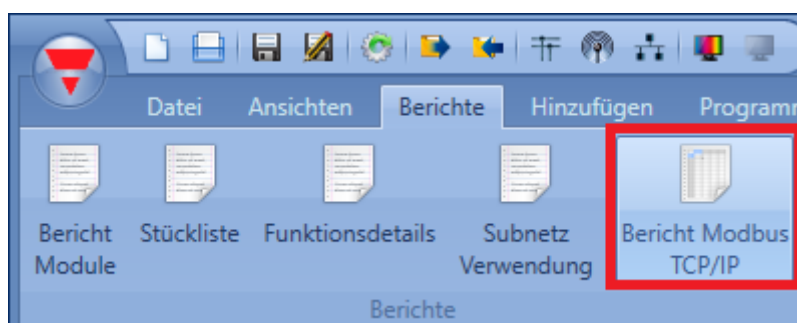 Datei Ansichten Berichte Hinzufügen Programm
Bericht Module
Stückliste
Funktionsdetails
Subnetz Verwendung
Bericht Modbus TCP/IP
Berichte